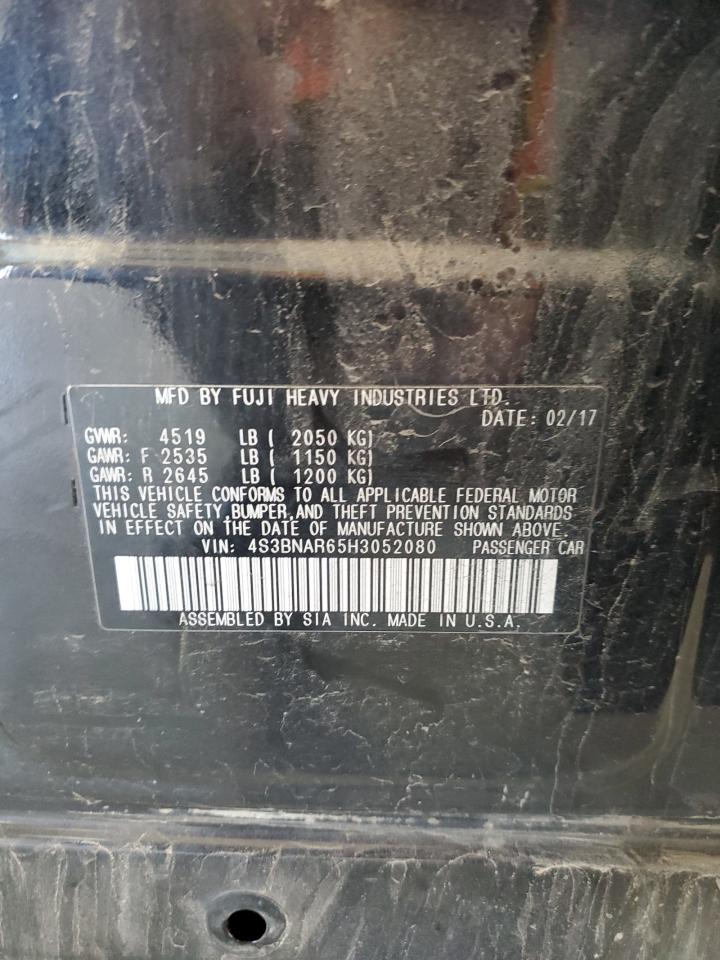 MFD BY FUJI HEAVY INDUSTRIES LTD.
DATE: 02/17
GVWR: 4519 LB ( 2050 KG)
GAWR: F 2535 LB ( 1150 KG)
GAWR: R 2645 LB ( 1200 KG)
THIS VEHICLE CONFORMS TO ALL APPLICABLE FEDERAL MOTOR
VEHICLE SAFETY, BUMPER, AND THEFT PREVENTION STANDARDS
IN EFFECT ON THE DATE OF MANUFACTURE SHOWN ABOVE.
VIN: 4S3BNAR65H3052080 PASSENGER CAR
ASSEMBLED BY SIA INC. MADE IN U.S.A.